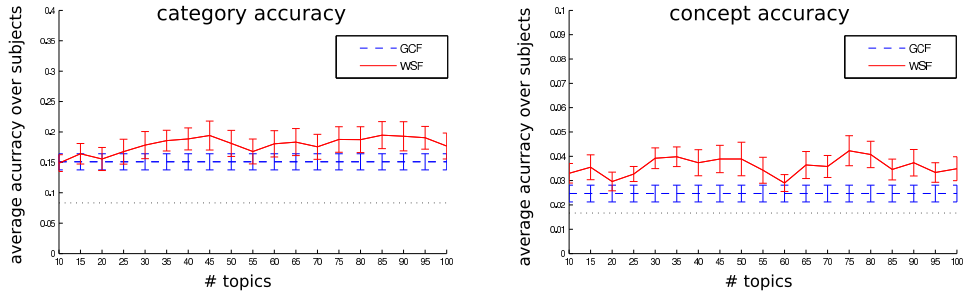 category accuracy
average acurracy over subjects
0.4
0.35
0.3
0.25
0.2
0.15
0.1
0.05
0
10 15 20 25 30 35 40 45 50 55 60 65 70 75 80 85 90 95 100
# topics
GCF
WSF
concept accuracy
average acurracy over subjects
0.1
0.09
0.08
0.07
0.06
0.05
0.04
0.03
0.02
0.01
0
10 15 20 25 30 35 40 45 50 55 60 65 70 75 80 85 90 95 100
# topics
GCF
WSF